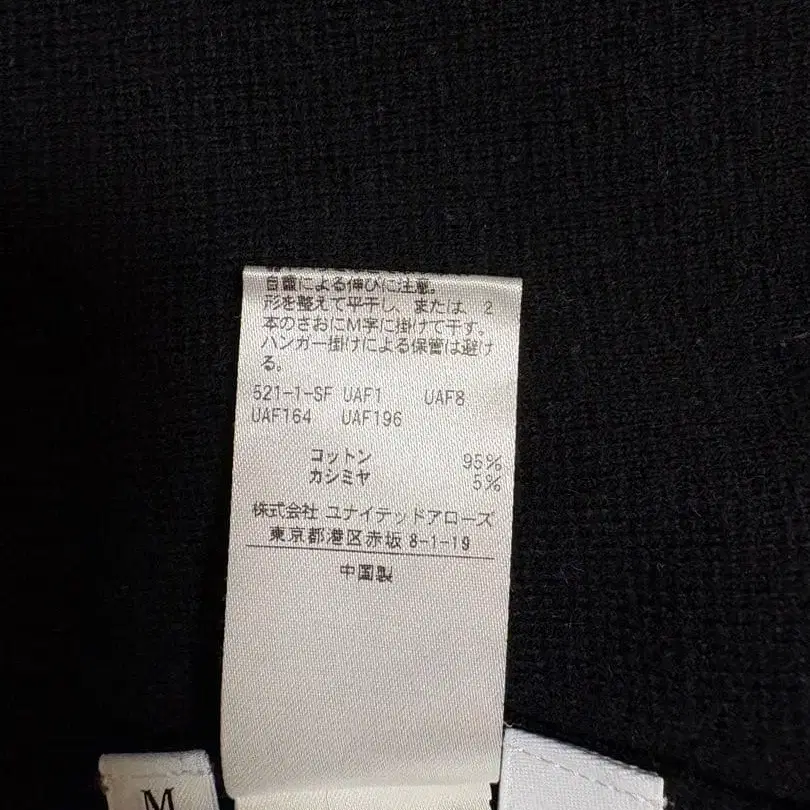 自重による伸びに注意。
形を整えて平干し、または、2
本のさおにM字に掛けて干す。
ハンガー掛けによる保管は避け
る。
521-1-SF UAF1 UAF8
UAF164 UAF196
コットン 95%
カシミヤ 5%
株式会社 ユナイテッドアローズ
東京都港区赤坂 8-1-19
中国製
M